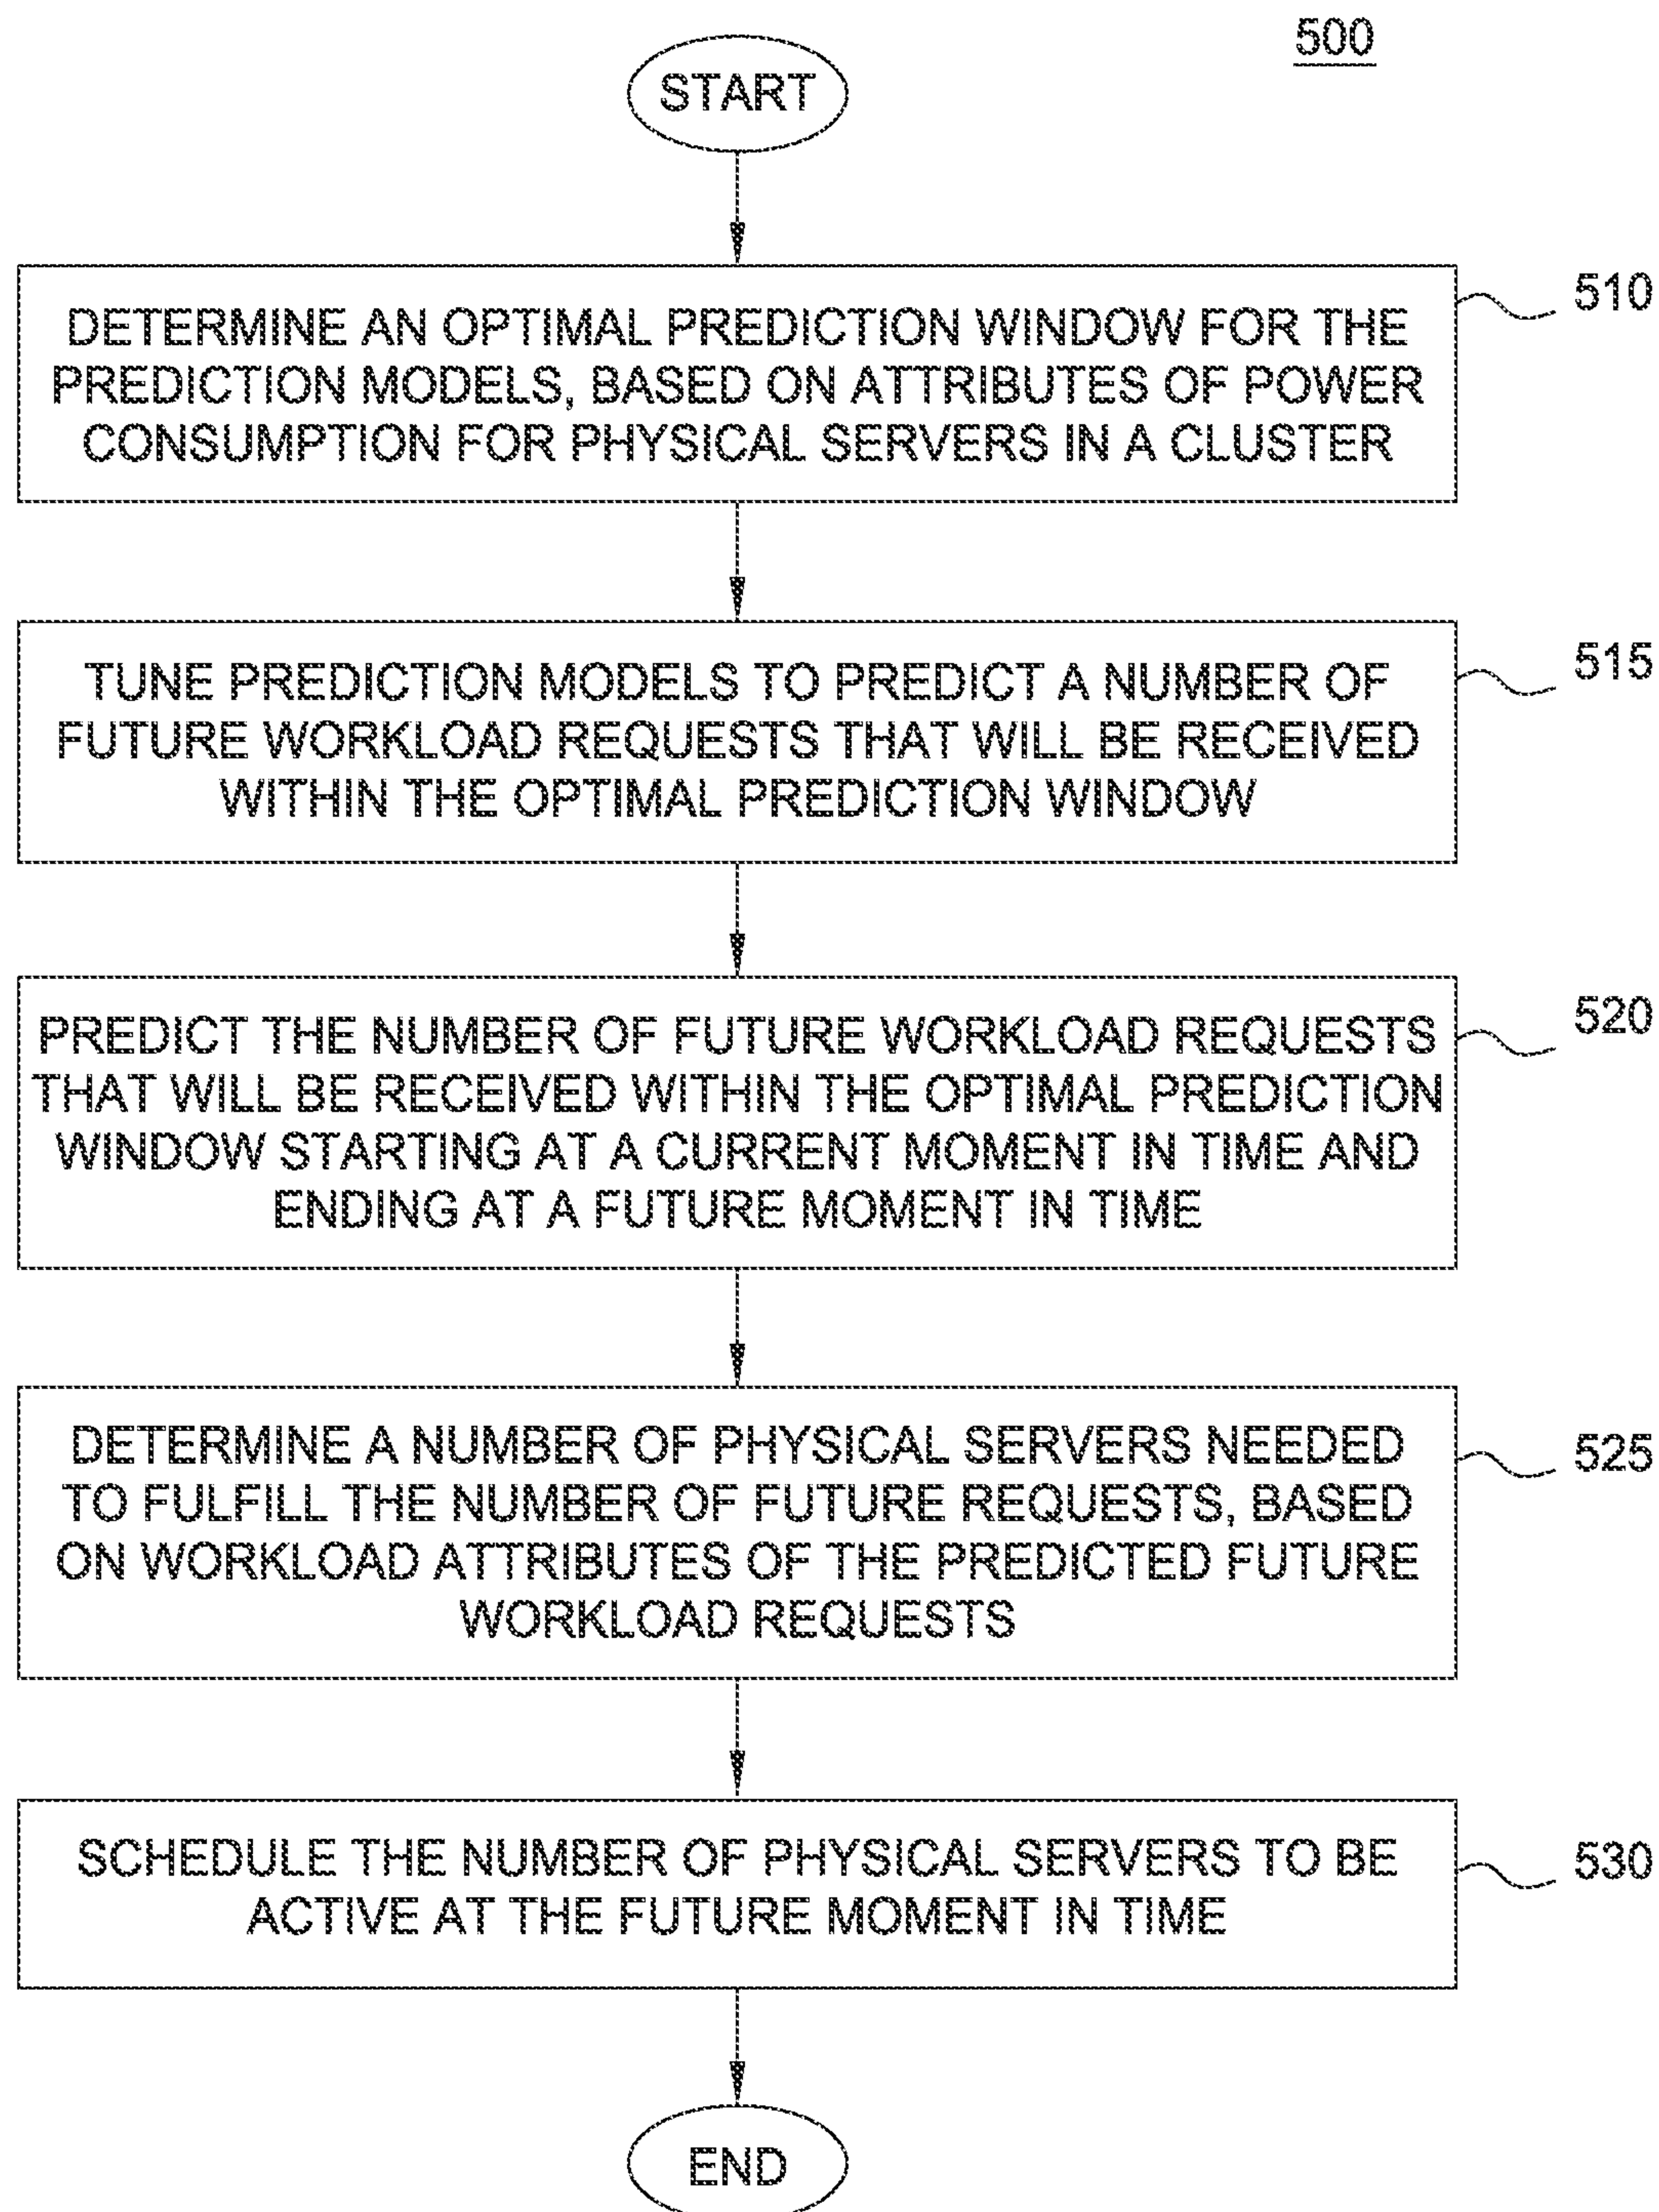 500
START
DETERMINE AN OPTIMAL PREDICTION WINDOW FOR THE
PREDICTION MODELS, BASED ON ATTRIBUTES OF POWER
CONSUMPTION FOR PHYSICAL SERVERS IN A CLUSTER
510
TUNE PREDICTION MODELS TO PREDICT A NUMBER OF
FUTURE WORKLOAD REQUESTS THAT WILL BE RECEIVED
WITHIN THE OPTIMAL PREDICTION WINDOW
515
PREDICT THE NUMBER OF FUTURE WORKLOAD REQUESTS
THAT WILL BE RECEIVED WITHIN THE OPTIMAL PREDICTION
WINDOW STARTING AT A CURRENT MOMENT IN TIME AND
ENDING AT A FUTURE MOMENT IN TIME
520
DETERMINE A NUMBER OF PHYSICAL SERVERS NEEDED
TO FULFILL THE NUMBER OF FUTURE REQUESTS, BASED
ON WORKLOAD ATTRIBUTES OF THE PREDICTED FUTURE
WORKLOAD REQUESTS
525
SCHEDULE THE NUMBER OF PHYSICAL SERVERS TO BE
ACTIVE AT THE FUTURE MOMENT IN TIME
530
END